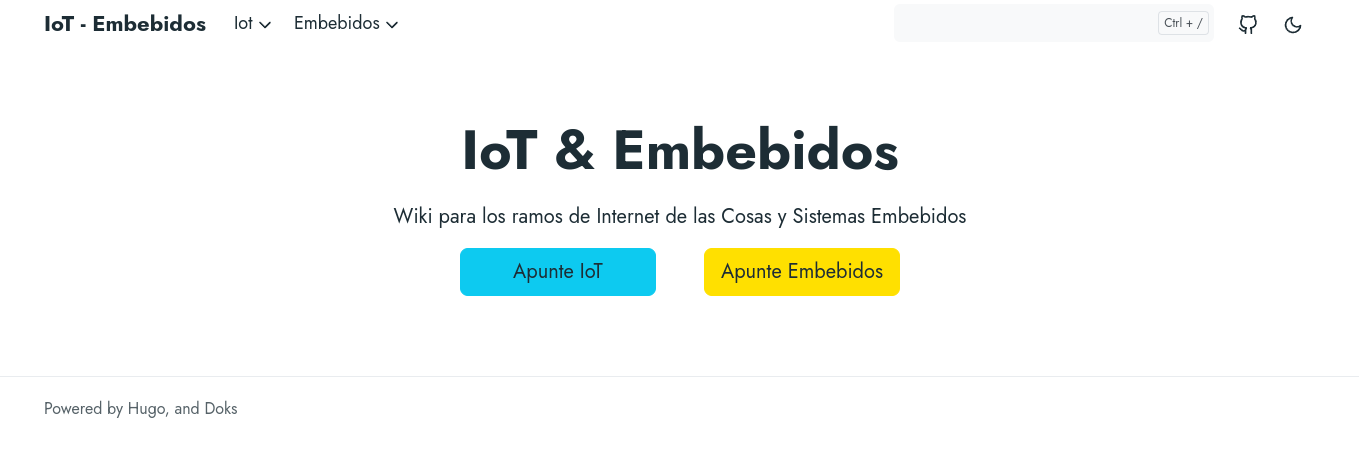 IoT - Embebidos Iot Embebidos Ctrl + /
IoT & Embebidos
Wiki para los ramos de Internet de las Cosas y Sistemas Embebidos
Apunte IoT Apunte Embebidos
Powered by Hugo, and Doks